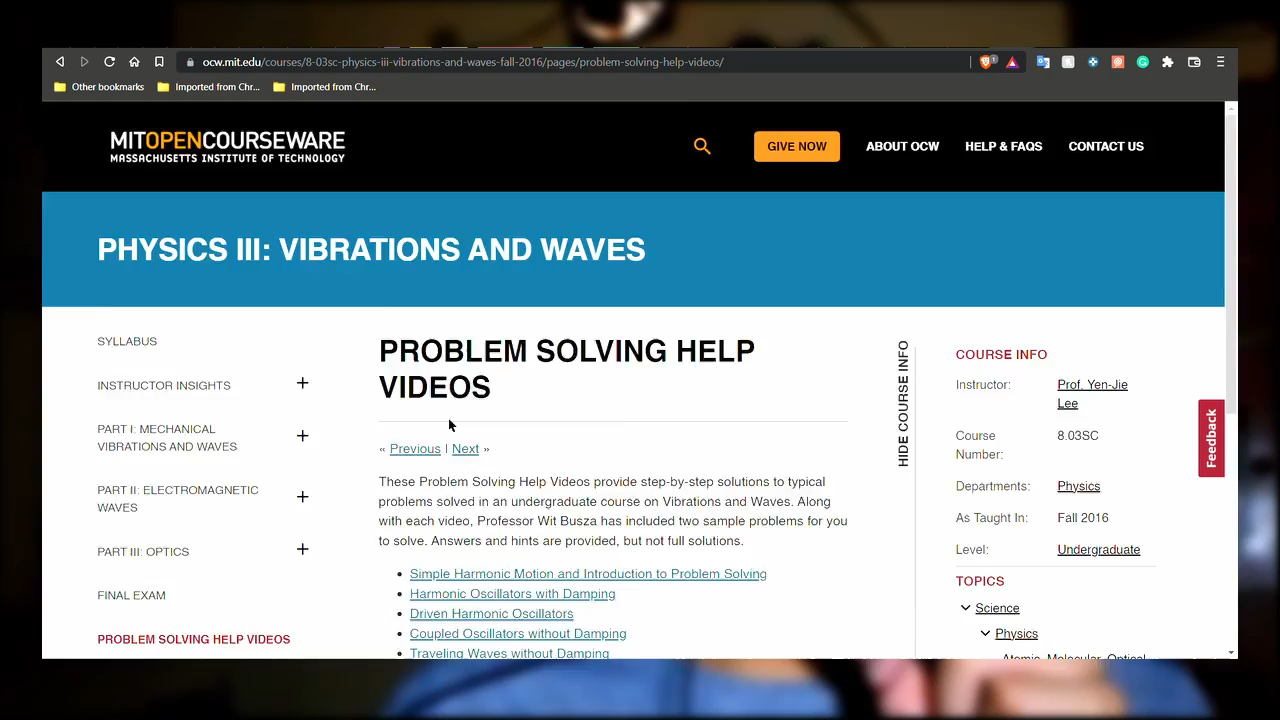 ocw.mit.edu/courses/8-03sc-physics-iii-vibrations-and-waves-fall-2016/pages/problem-solving-help-videos/
Other bookmarks
Imported from Chr...
Imported from Chr...
MITOPENCOURSEWARE
MASSACHUSETTS INSTITUTE OF TECHNOLOGY
GIVE NOW
ABOUT OCW
HELP & FAQS
CONTACT US
PHYSICS III: VIBRATIONS AND WAVES
SYLLABUS
INSTRUCTOR INSIGHTS +
PART I: MECHANICAL
VIBRATIONS AND WAVES +
PART II: ELECTROMAGNETIC
WAVES +
PART III: OPTICS +
FINAL EXAM
PROBLEM SOLVING HELP VIDEOS
PROBLEM SOLVING HELP
VIDEOS
« Previous | Next »
These Problem Solving Help Videos provide step-by-step solutions to typical
problems solved in an undergraduate course on Vibrations and Waves. Along
with each video, Professor Wit Busza has included two sample problems for you
to solve. Answers and hints are provided, but not full solutions.
• Simple Harmonic Motion and Introduction to Problem Solving
• Harmonic Oscillators with Damping
• Driven Harmonic Oscillators
• Coupled Oscillators without Damping
• Traveling Waves without Damping
HIDE COURSE INFO
COURSE INFO
Instructor: Prof. Yen-Jie
Lee
Course 8.03SC
Number:
Departments: Physics
As Taught In: Fall 2016
Level: Undergraduate
TOPICS
Science
Physics
Atomic, Molecular, Optical
Feedback